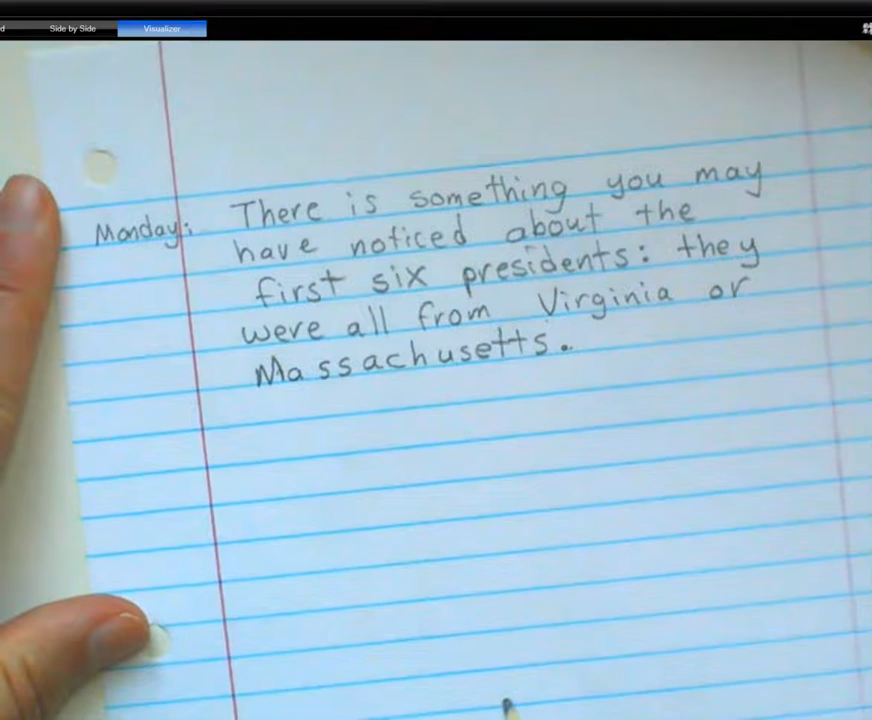 Side by Side
Visualizer
Monday: There is something you may
have noticed about the
first six presidents: they
were all from Virginia or
Massachusetts.